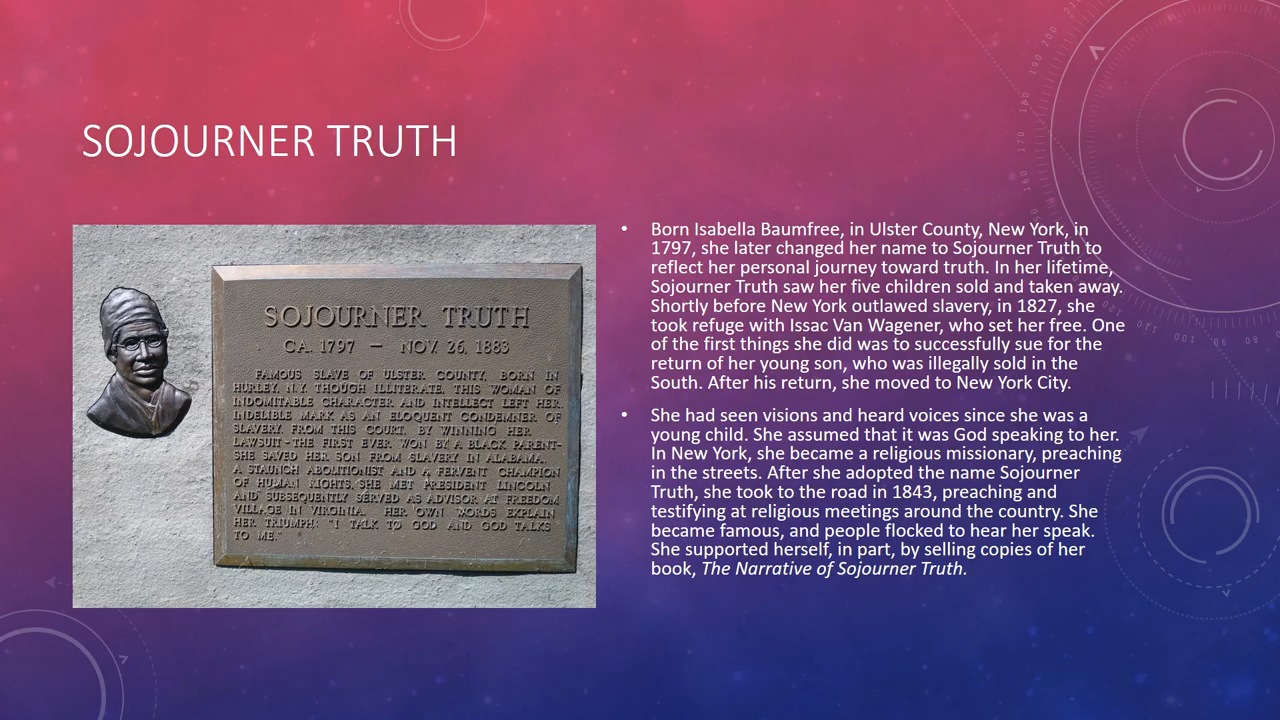 SOJOURNER TRUTH
SOJOURNER TRUTH
CA. 1797 — NOV. 26, 1883
FAMOUS SLAVE OF ULSTER COUNTY, BORN IN
HURLEY, N.Y. THOUGH ILLITERATE, THIS WOMAN OF
INDOMITABLE CHARACTER AND INTELLECT LEFT HER
INDELIBLE MARK AS AN ELOQUENT CONDEMNER OF
SLAVERY. FROM THIS COURT, BY WINNING HER
LAWSUIT-THE FIRST EVER WON BY A BLACK PARENT-
SHE SAVED HER SON FROM SLAVERY IN ALABAMA.
A STAUNCH ABOLITIONIST AND A FERVENT CHAMPION
OF HUMAN RIGHTS, SHE MET PRESIDENT LINCOLN
AND SUBSEQUENTLY SERVED AS ADVISOR AT FREEDOM
VILLAGE IN VIRGINIA. HER OWN WORDS EXPLAIN
HER TRIUMPH: "I TALK TO GOD AND GOD TALKS
TO ME."
• Born Isabella Baumfree, in Ulster County, New York, in
1797, she later changed her name to Sojourner Truth to
reflect her personal journey toward truth. In her lifetime,
Sojourner Truth saw her five children sold and taken away.
Shortly before New York outlawed slavery, in 1827, she
took refuge with Issac Van Wagener, who set her free. One
of the first things she did was to successfully sue for the
return of her young son, who was illegally sold in the
South. After his return, she moved to New York City.
• She had seen visions and heard voices since she was a
young child. She assumed that it was God speaking to her.
In New York, she became a religious missionary, preaching
in the streets. After she adopted the name Sojourner
Truth, she took to the road in 1843, preaching and
testifying at religious meetings around the country. She
became famous, and people flocked to hear her speak.
She supported herself, in part, by selling copies of her
book, The Narrative of Sojourner Truth.